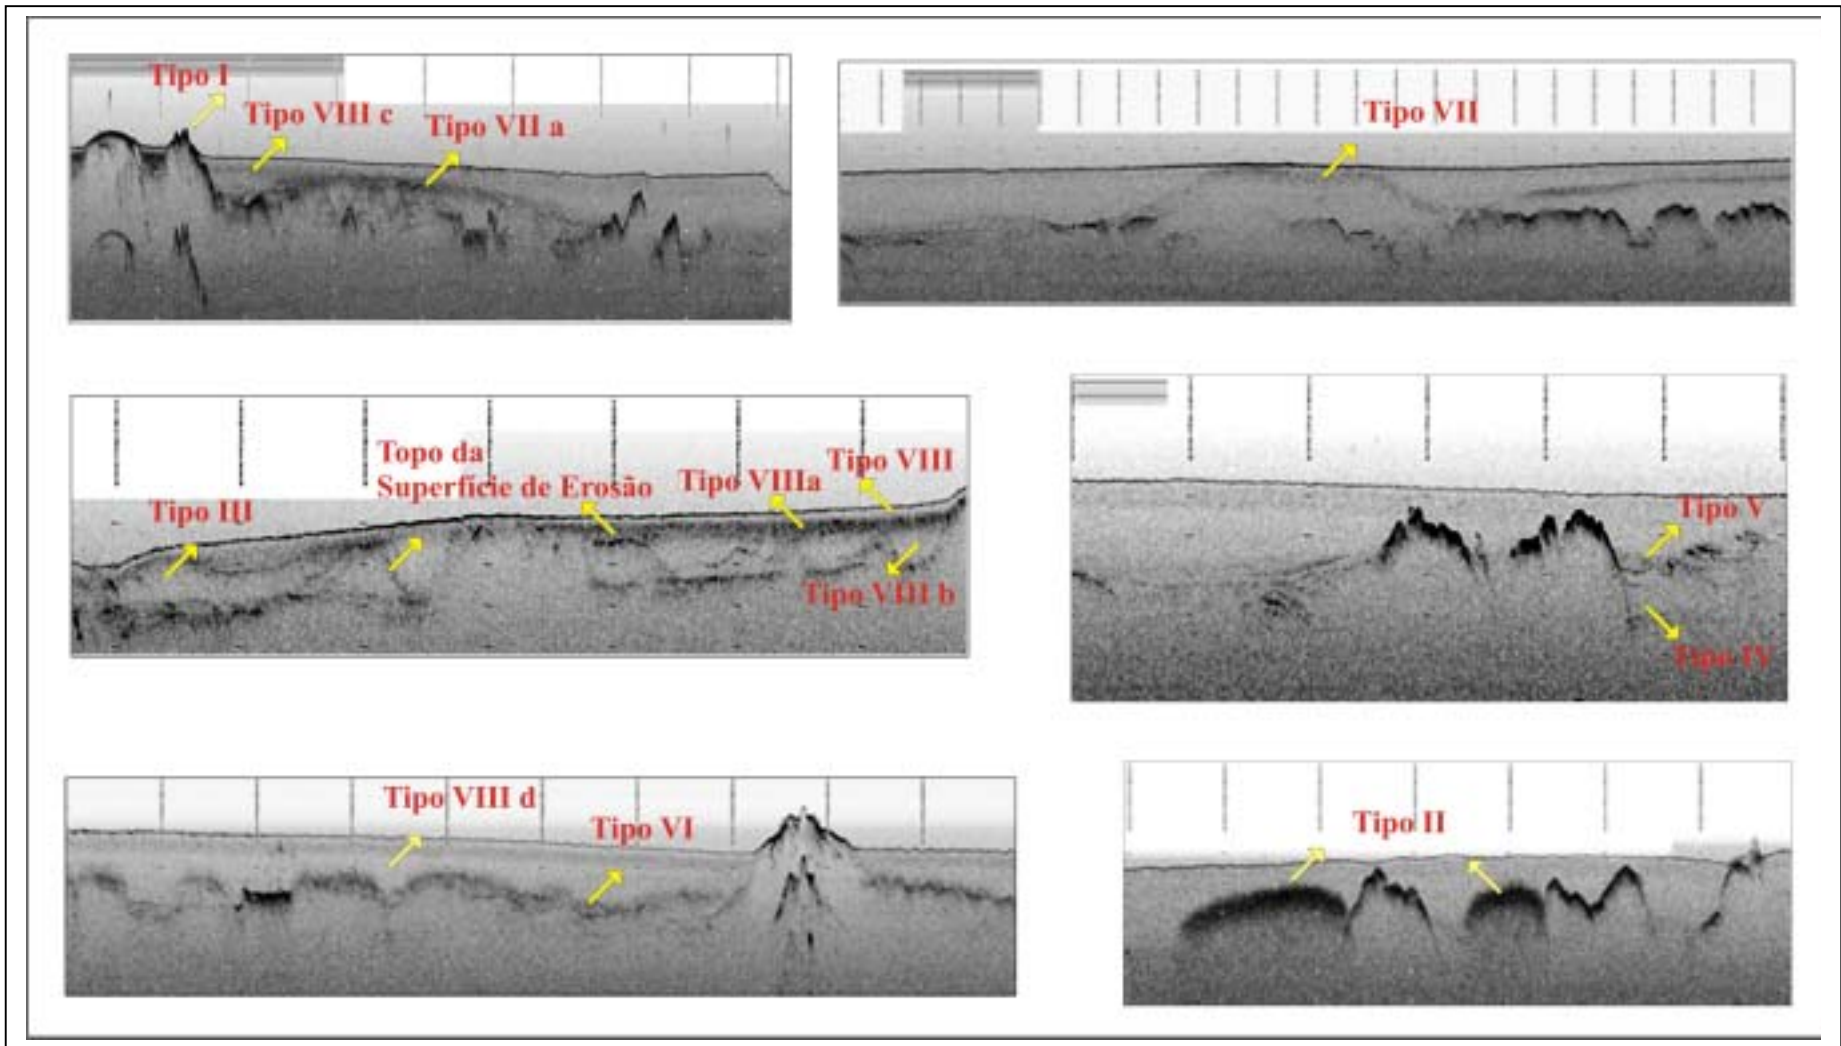 Tipo I
Tipo VIII c
Tipo VII a
Tipo VII
Tipo III
Topo da
Superfície de Erosão
Tipo VIIIa
Tipo VIII
Tipo VIII b
Tipo V
Tipo IV
Tipo VIII d
Tipo VI
Tipo II